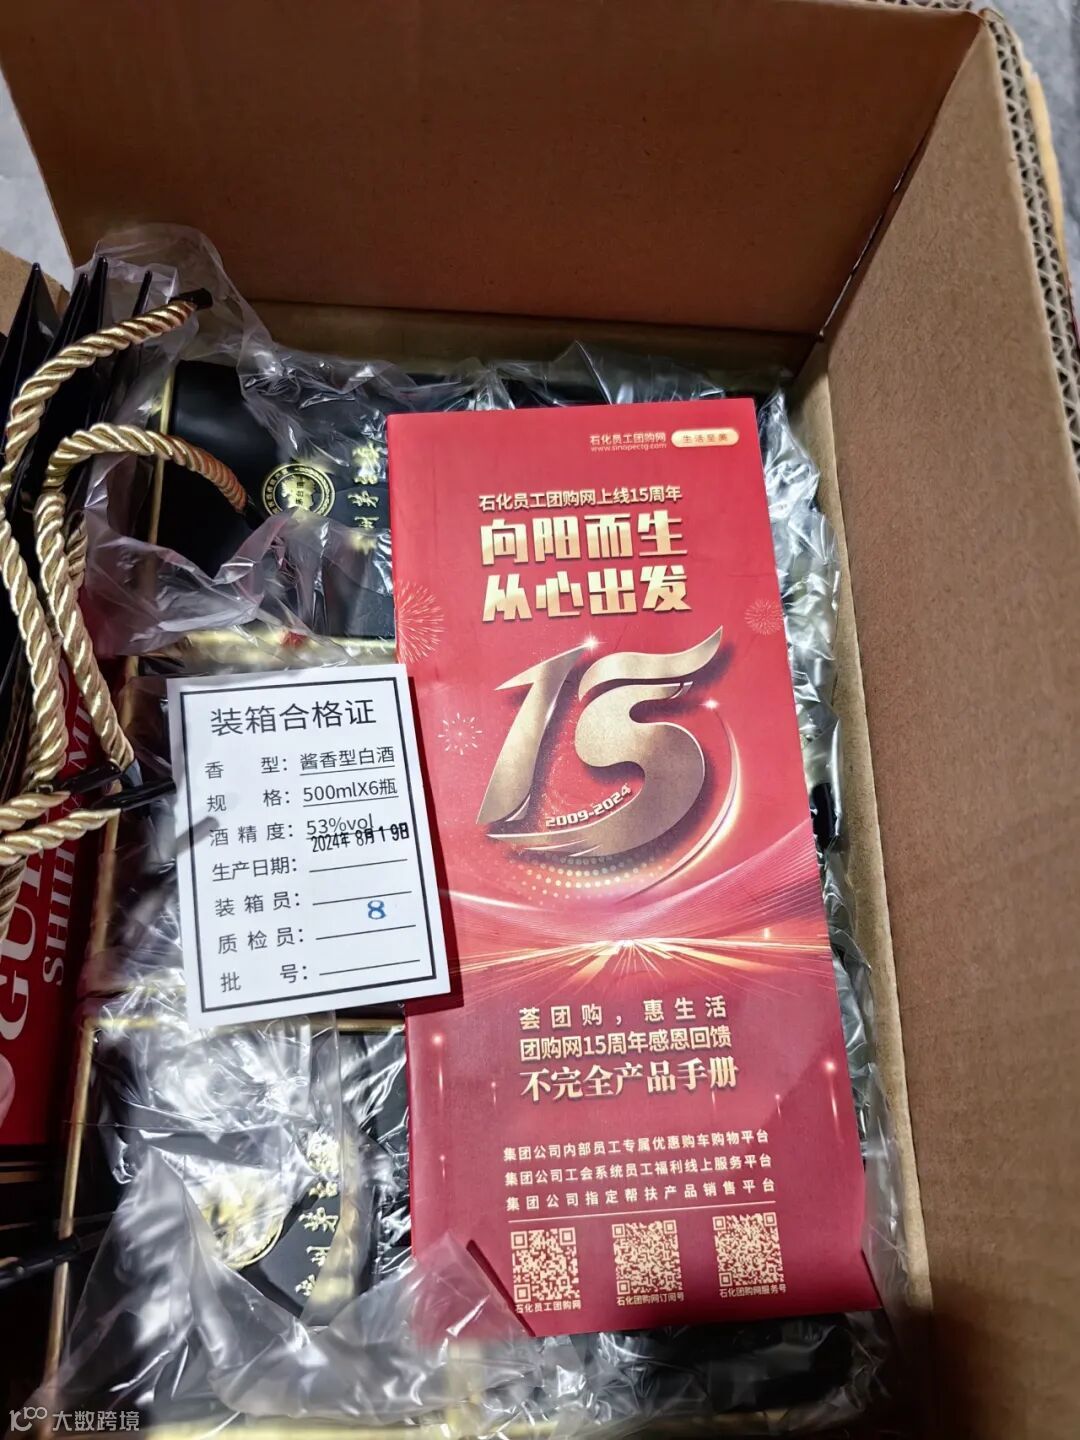 石化员工团购网
www.sinopectg.com
生活至美
石化员工团购网上线15周年
向阳而生
从心出发
15
2009-2024
荟团购，惠生活
团购网15周年感恩回馈
不完全产品手册
集团公司内部员工专属优惠购车购物平台
集团公司工会系统员工福利线上服务平台
集团公司指定帮扶产品销售平台
石化员工团购网
石化团购网订阅号
石化团购网服务号
装箱合格证
香 型：酱香型白酒
规 格：500mlX6瓶
酒精度：53%vol
2024年 8月19日
生产日期：
装箱员：
8
质检员：
批 号：
大数跨境